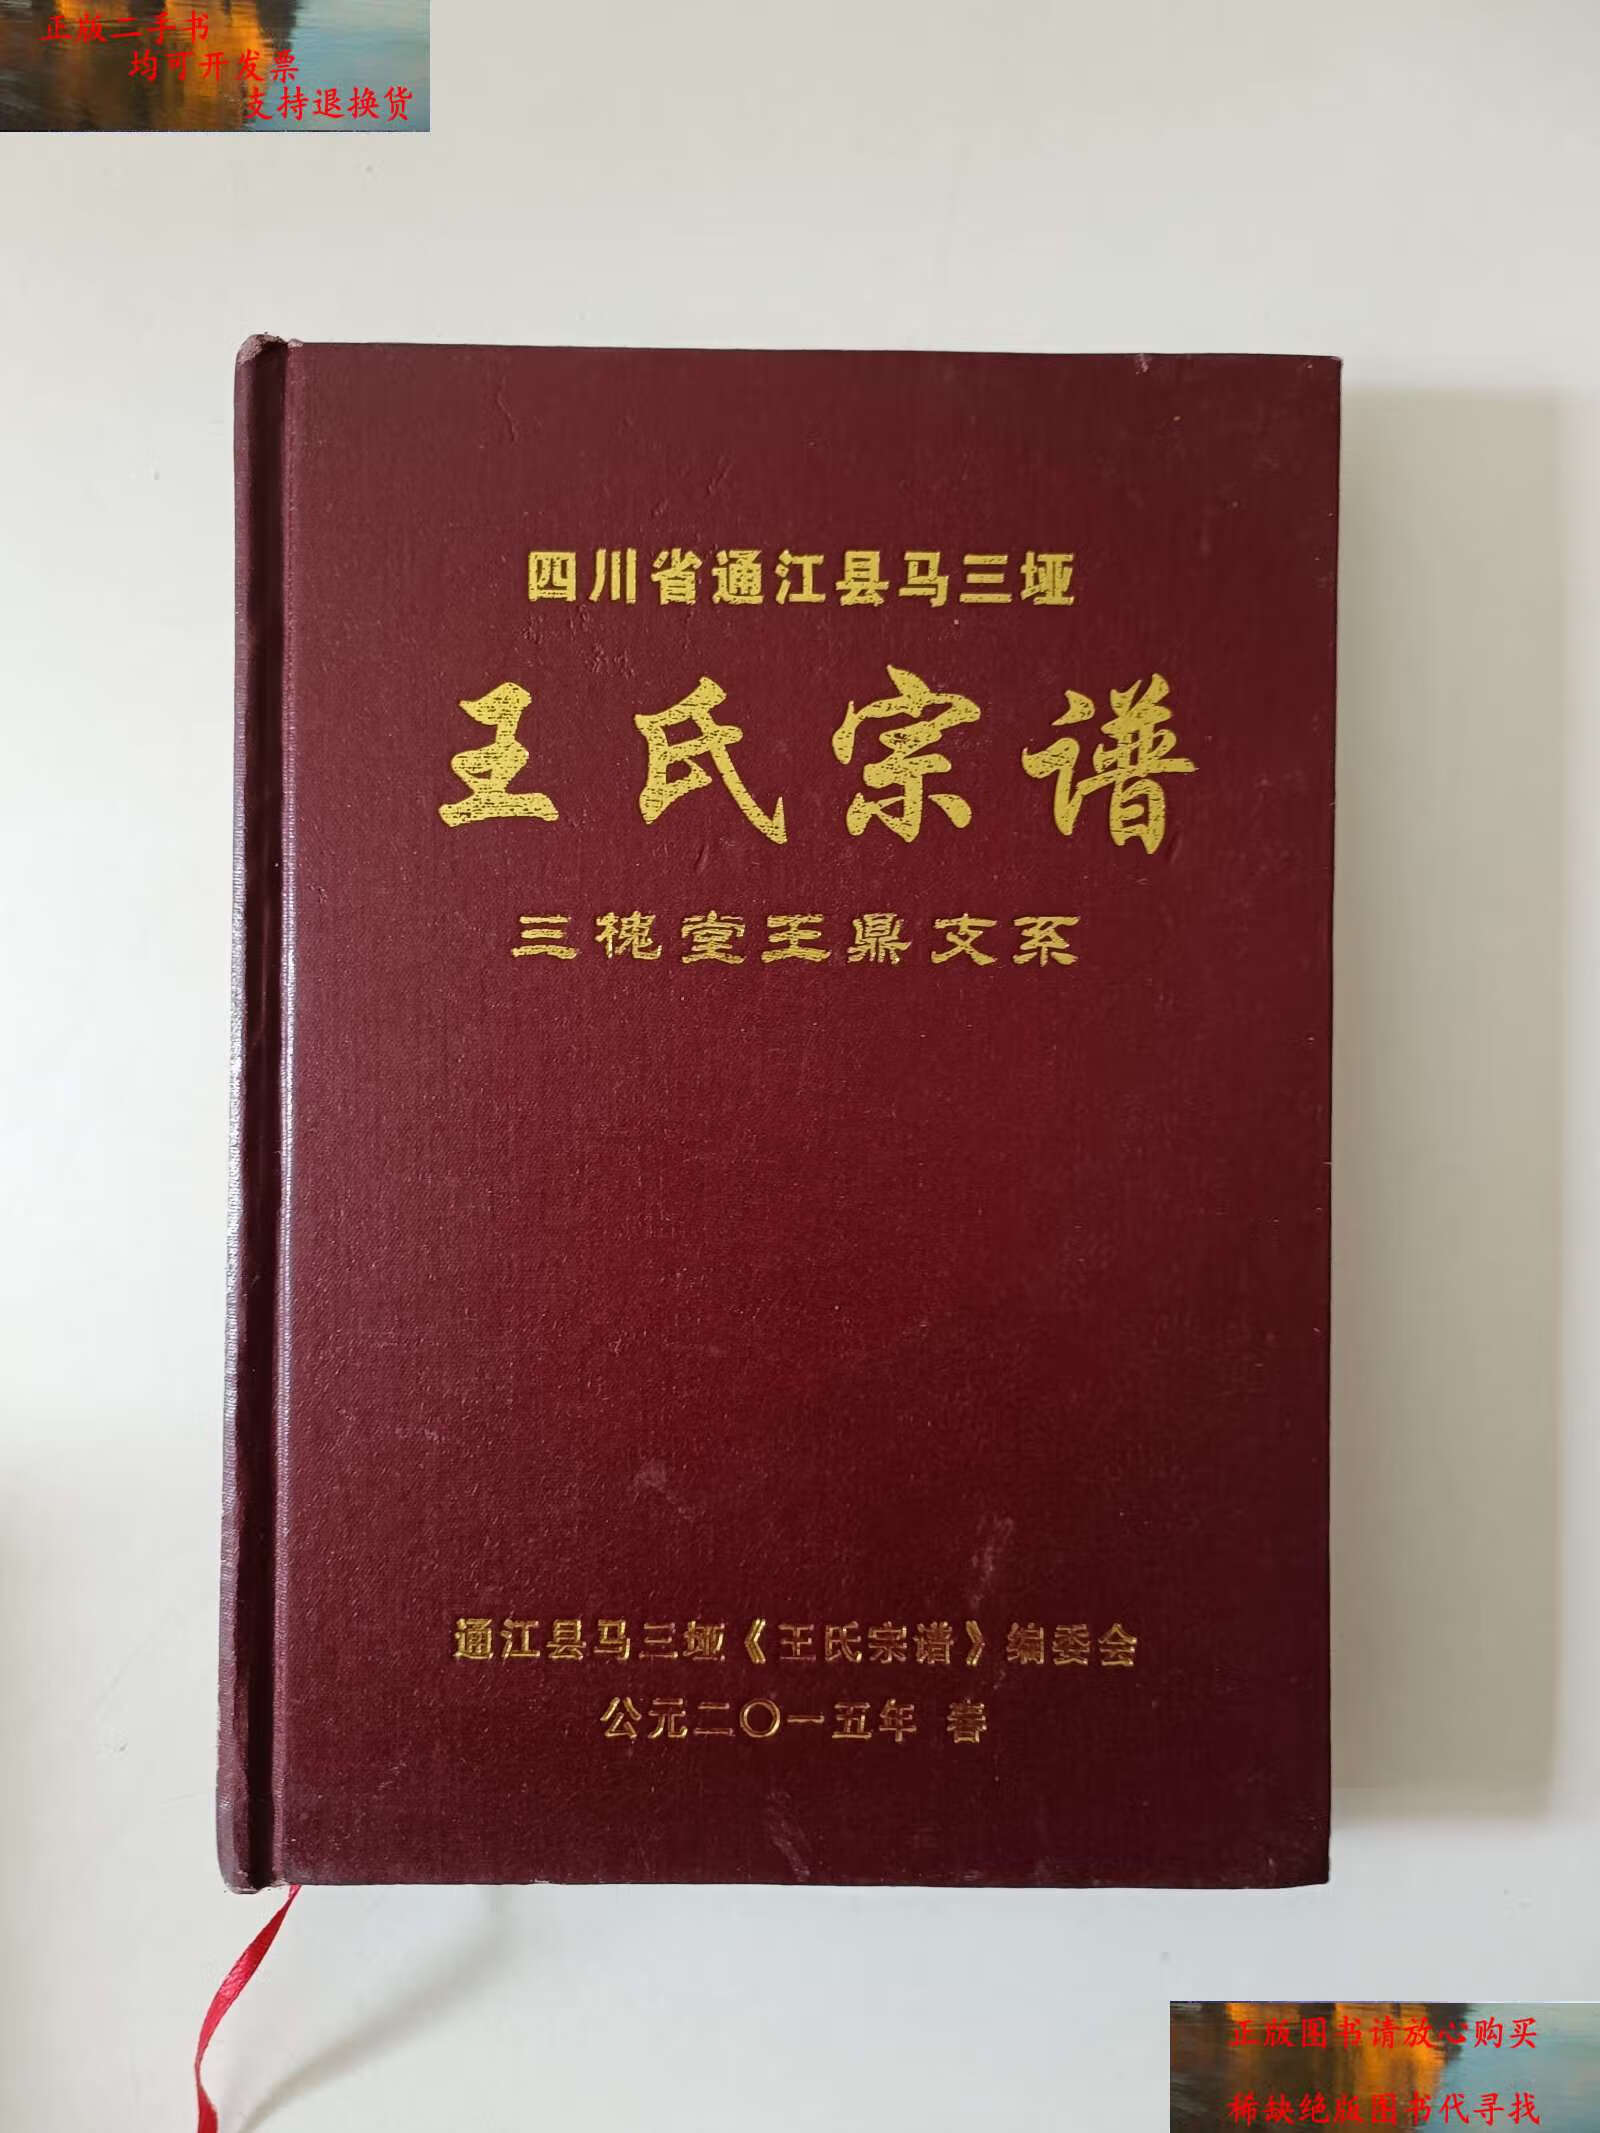 正版二手书
均可开发票
支持退换货
四川省通江县马三垭
王氏宗谱
三槐堂王鼎支系
通江县马三垭《王氏宗谱》编委会
公元二〇一五年 春
正版图书请放心购买
稀缺绝版图书代寻找